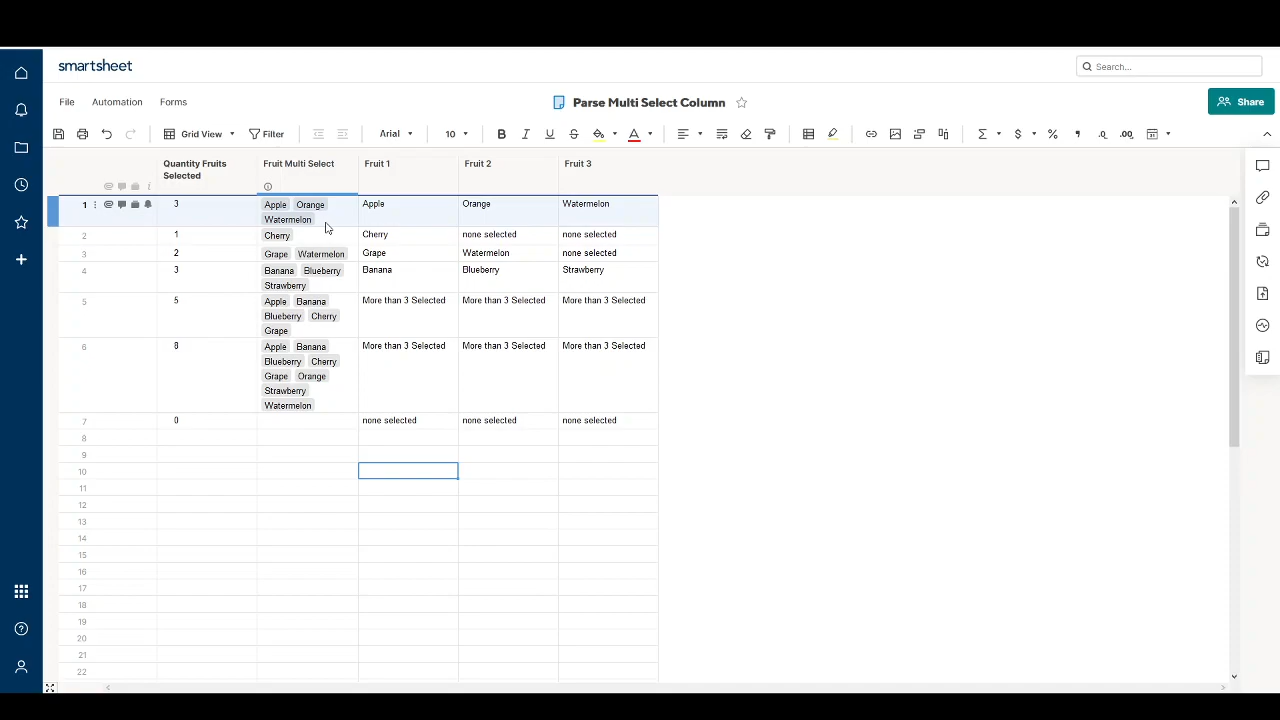 smartsheet
Search...
File Automation Forms
Parse Multi Select Column
Share
Grid View Filter Arial 10 B I U S A Σ $ % , .0 .00
Quantity Fruits Selected Fruit Multi Select Fruit 1 Fruit 2 Fruit 3
1 3 Apple Orange Watermelon Apple Orange Watermelon
2 1 Cherry Cherry none selected none selected
3 2 Grape Watermelon Grape Watermelon none selected
4 3 Banana Blueberry Strawberry Banana Blueberry Strawberry
5 5 Apple Banana Blueberry Cherry Grape More than 3 Selected More than 3 Selected More than 3 Selected
6 8 Apple Banana Blueberry Cherry Grape Orange Strawberry Watermelon More than 3 Selected More than 3 Selected More than 3 Selected
7 0 none selected none selected none selected
8
9
10
11
12
13
14
15
16
17
18
19
20
21
22